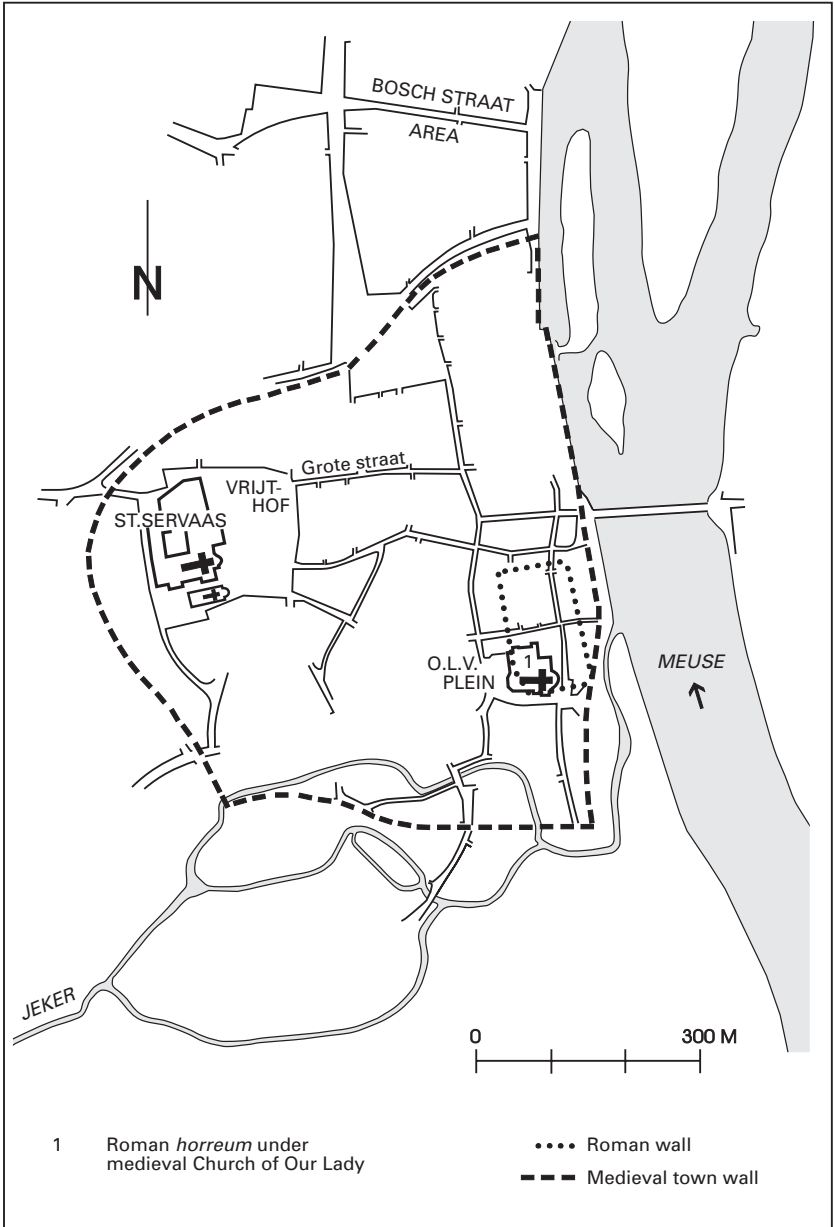 BOSCH STRAAT
AREA
N
Grote straat
VRIJT-
HOF
ST.SERVAAS
1
O.L.V.
PLEIN
MEUSE
JEKER
0 300 M
1 Roman horreum under
medieval Church of Our Lady
Roman wall
Medieval town wall